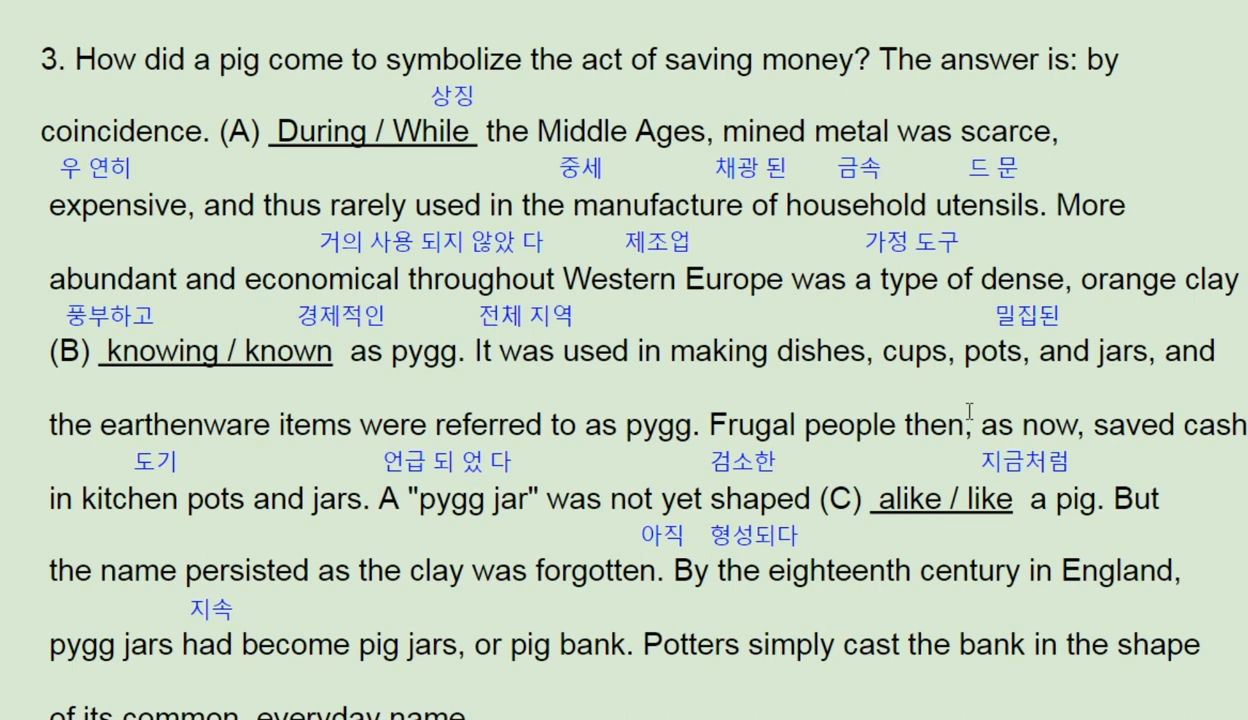 3. How did a pig come to symbolize the act of saving money? The answer is: by
상징
coincidence. (A) During / While the Middle Ages, mined metal was scarce,
우 연히 중세 채광 된 금속 드 문
expensive, and thus rarely used in the manufacture of household utensils. More
거의 사용 되지 않았 다 제조업 가정 도구
abundant and economical throughout Western Europe was a type of dense, orange clay
풍부하고 경제적인 전체 지역 밀집된
(B) knowing / known as pygg. It was used in making dishes, cups, pots, and jars, and
the earthenware items were referred to as pygg. Frugal people then, as now, saved cash
도기 언급 되 었 다 검소한 지금처럼
in kitchen pots and jars. A "pygg jar" was not yet shaped (C) alike / like a pig. But
아직 형성되다
the name persisted as the clay was forgotten. By the eighteenth century in England,
지속
pygg jars had become pig jars, or pig bank. Potters simply cast the bank in the shape
of its common, everyday name